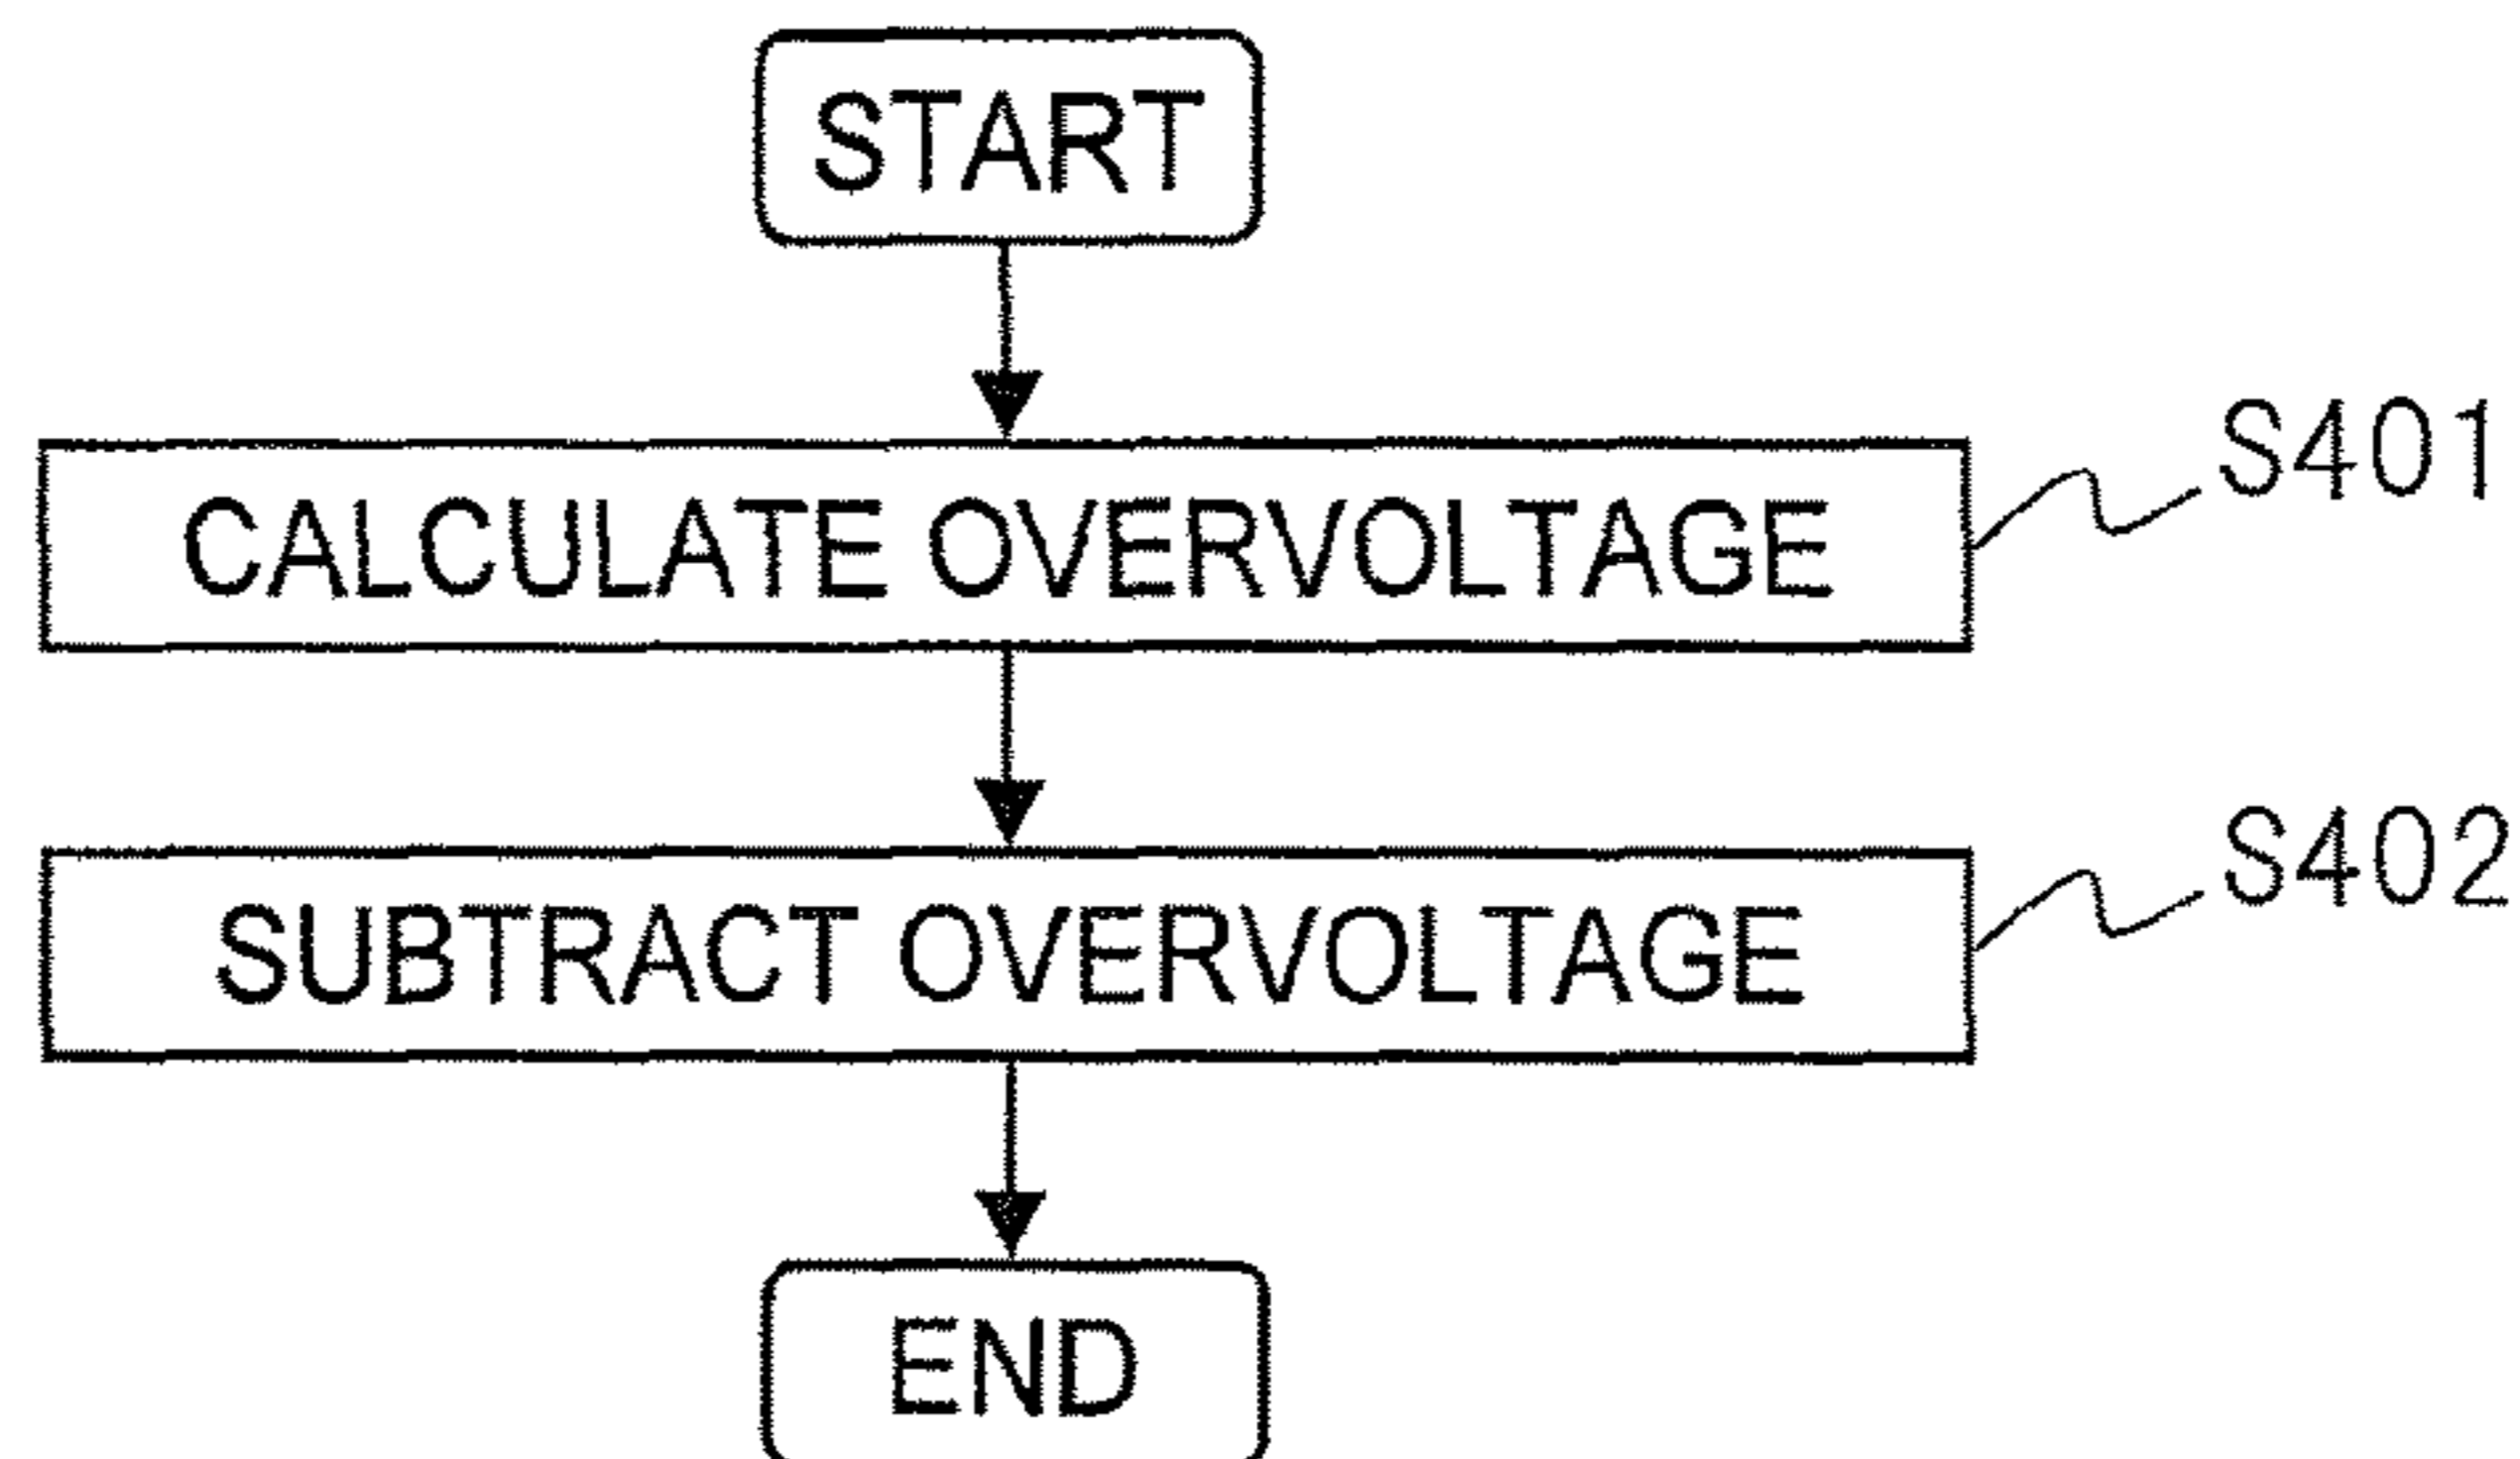 START
CALCULATE OVERVOLTAGE
S401
SUBTRACT OVERVOLTAGE
S402
END